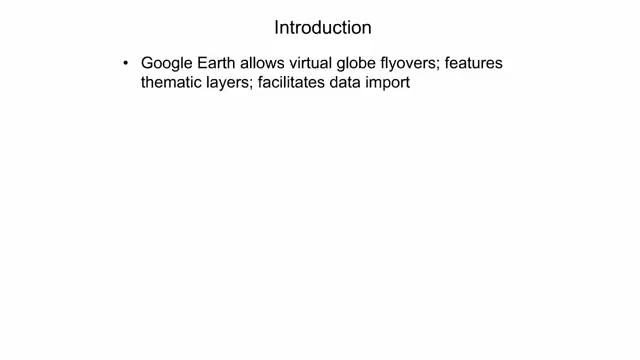 Introduction
• Google Earth allows virtual globe flyovers; features
thematic layers; facilitates data import